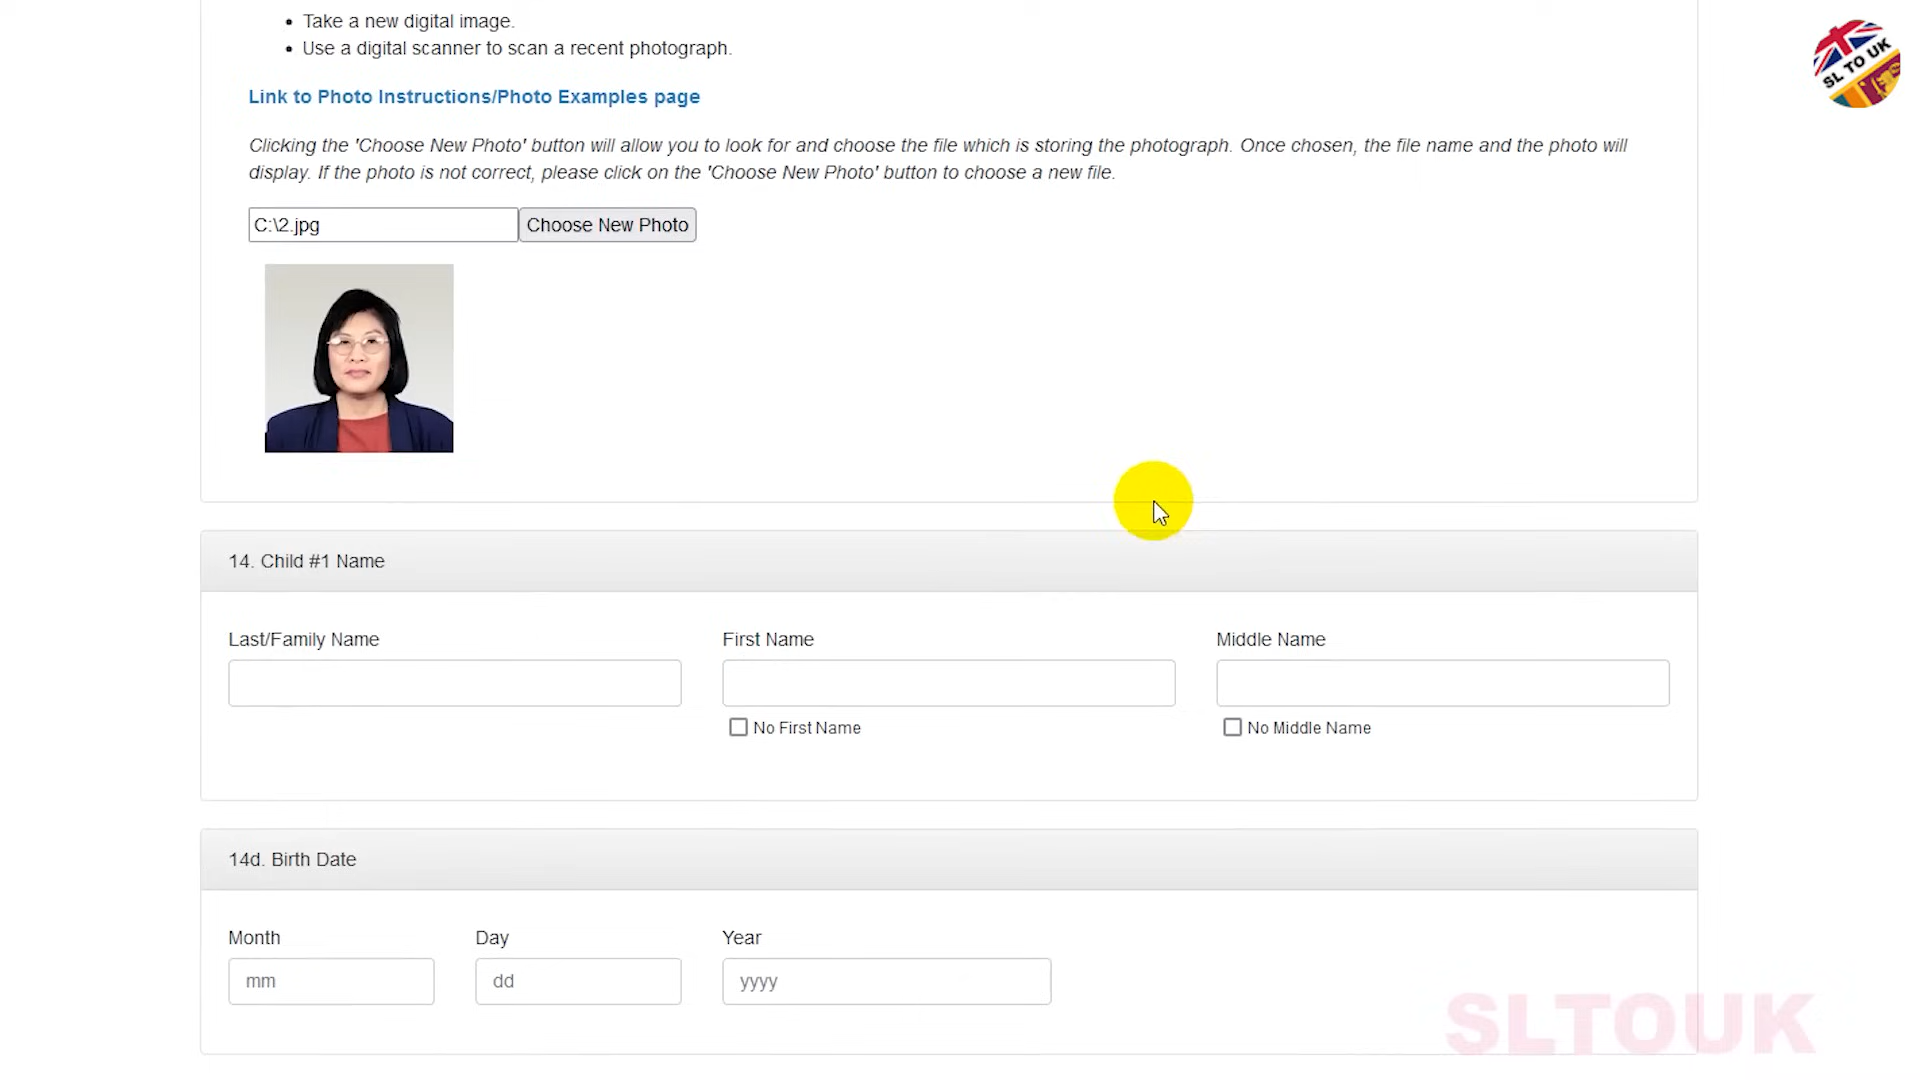 Take a new digital image.
Use a digital scanner to scan a recent photograph.
Link to Photo Instructions/Photo Examples page
Clicking the 'Choose New Photo' button will allow you to look for and choose the file which is storing the photograph. Once chosen, the file name and the photo will
display. If the photo is not correct, please click on the 'Choose New Photo' button to choose a new file.
C:\2.jpg Choose New Photo
14. Child #1 Name
Last/Family Name First Name Middle Name
No First Name No Middle Name
14d. Birth Date
Month Day Year
mm dd yyyy
SL TO UK
SLTOUK